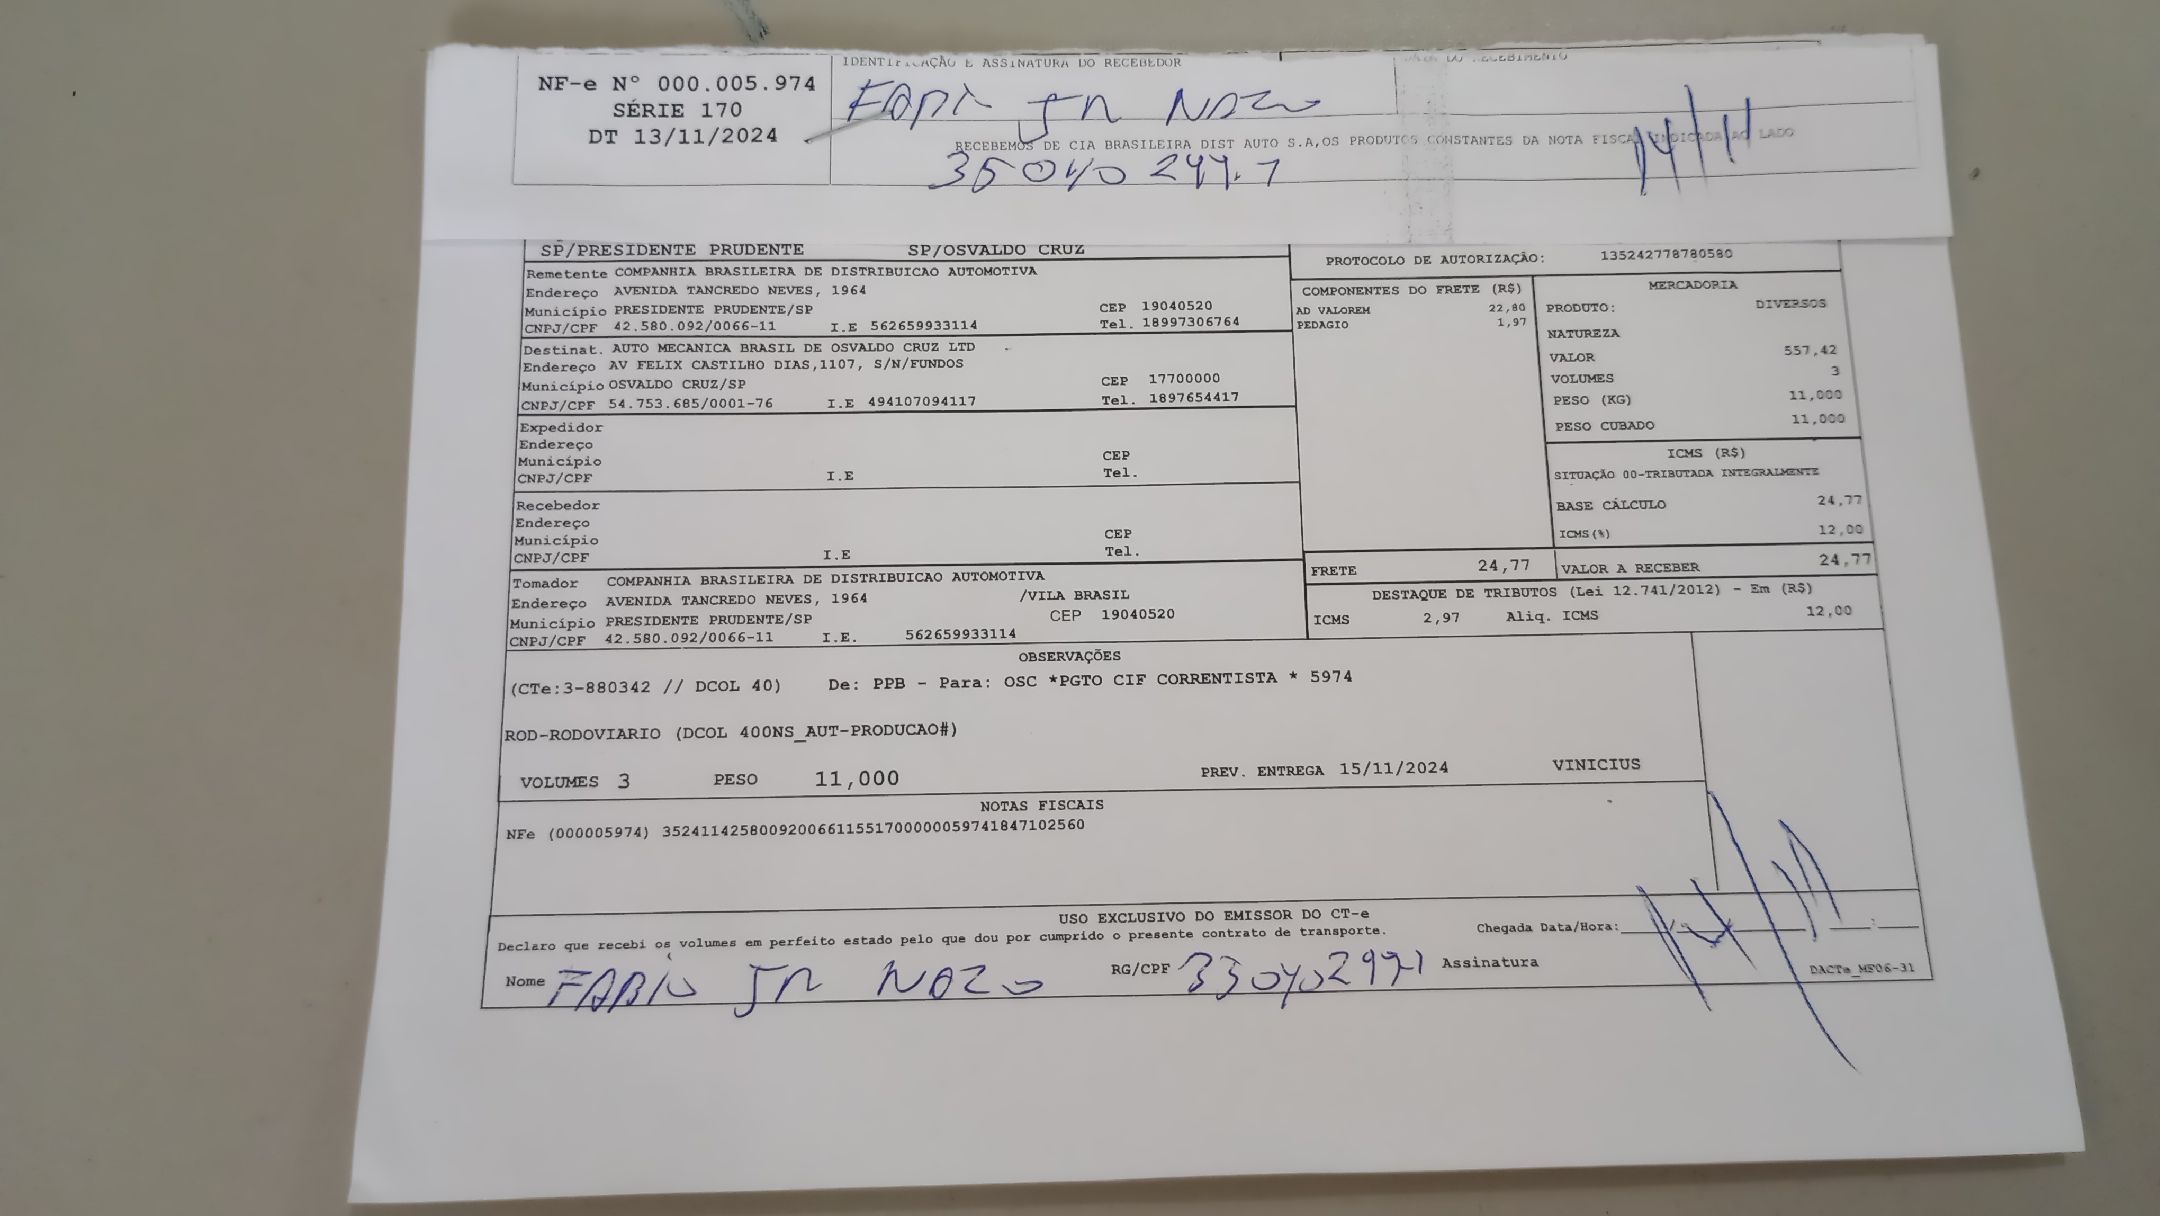 NF-e Nº 000.005.974
SÉRIE 170
DT 13/11/2024
IDENTIFICAÇÃO E ASSINATURA DO RECEBEDOR
DO RECEBIMENTO
JR
RECEBEMOS DE CIA BRASILEIRA DIST AUTO S.A,OS PRODUTOS CONSTANTES DA NOTA FISCAL INDICADA AO LADO
14/11
SP/PRESIDENTE PRUDENTE SP/OSVALDO CRUZ
PROTOCOLO DE AUTORIZAÇÃO: 135242778780580
Remetente COMPANHIA BRASILEIRA DE DISTRIBUICAO AUTOMOTIVA
Endereço AVENIDA TANCREDO NEVES, 1964
Município PRESIDENTE PRUDENTE/SP CEP 19040520
CNPJ/CPF 42.580.092/0066-11 I.E 562659933114 Tel. 18997306764
Destinat. AUTO MECANICA BRASIL DE OSVALDO CRUZ LTD
Endereço AV FELIX CASTILHO DIAS,1107, S/N/FUNDOS
Município OSVALDO CRUZ/SP CEP 17700000
CNPJ/CPF 54.753.685/0001-76 I.E 494107094117 Tel. 1897654417
Expedidor
Endereço
Município CEP
CNPJ/CPF I.E Tel.
Recebedor
Endereço
Município CEP
CNPJ/CPF I.E Tel.
Tomador COMPANHIA BRASILEIRA DE DISTRIBUICAO AUTOMOTIVA
Endereço AVENIDA TANCREDO NEVES, 1964 /VILA BRASIL
Município PRESIDENTE PRUDENTE/SP CEP 19040520
CNPJ/CPF 42.580.092/0066-11 I.E. 562659933114
COMPONENTES DO FRETE (R$)
AD VALOREM 22,80
PEDAGIO 1,97
MERCADORIA
PRODUTO: DIVERSOS
NATUREZA
VALOR 557,42
VOLUMES 3
PESO (KG) 11,000
PESO CUBADO 11,000
ICMS (R$)
SITUAÇÃO 00-TRIBUTADA INTEGRALMENTE
BASE CÁLCULO 24,77
ICMS(%) 12,00
FRETE 24,77 VALOR A RECEBER 24,77
DESTAQUE DE TRIBUTOS (Lei 12.741/2012) - Em (R$)
ICMS 2,97 Aliq. ICMS 12,00
OBSERVAÇÕES
(CTe:3-880342 // DCOL 40) De: PPB - Para: OSC *PGTO CIF CORRENTISTA * 5974
ROD-RODOVIARIO (DCOL 400NS_AUT-PRODUCAO#)
VOLUMES 3 PESO 11,000 PREV. ENTREGA 15/11/2024 VINICIUS
NOTAS FISCAIS
NFe (000005974) 35241142580092006611551700000059741847102560
USO EXCLUSIVO DO EMISSOR DO CT-e
Declaro que recebi os volumes em perfeito estado pelo que dou por cumprido o presente contrato de transporte.
Chegada Data/Hora: 14/11
Nome FABIO JR RG/CPF Assinatura
DACTe_MF06-31